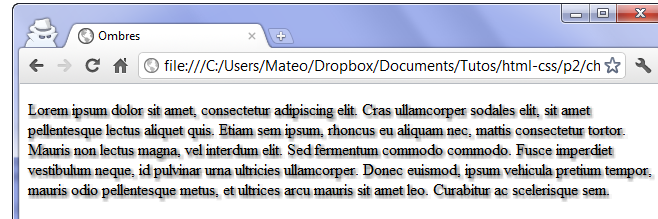 Ombres
file:///C:/Users/Mateo/Dropbox/Documents/Tutos/html-css/p2/ch
Lorem ipsum dolor sit amet, consectetur adipiscing elit. Cras ullamcorper sodales elit, sit amet
pellentesque lectus aliquet quis. Etiam sem ipsum, rhoncus eu aliquam nec, mattis consectetur tortor.
Mauris non lectus magna, vel interdum elit. Sed fermentum commodo commodo. Fusce imperdiet
vestibulum neque, id pulvinar urna ultricies ullamcorper. Donec euismod, ipsum vehicula pretium tempor,
mauris odio pellentesque metus, et ultrices arcu mauris sit amet leo. Curabitur ac scelerisque sem.